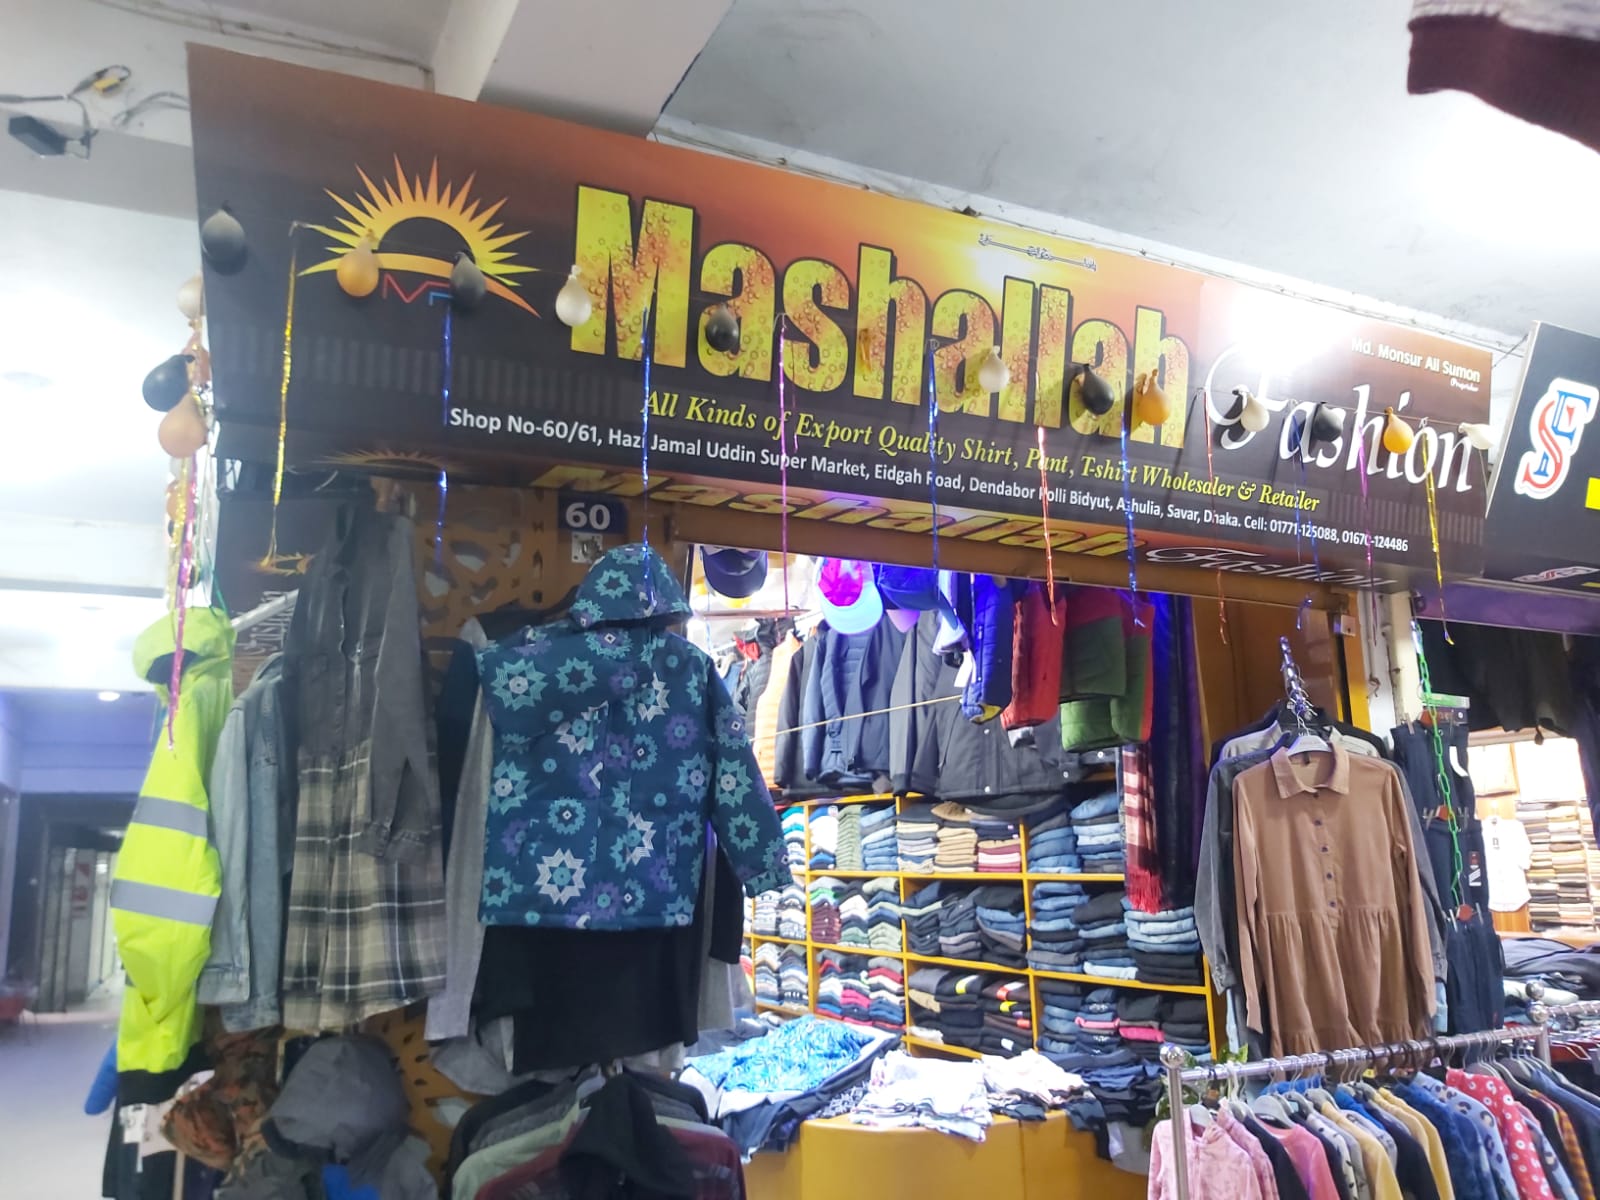 Mashallah
Fashion
Md. Monsur Ali Sumon
(Propritor
All Kinds of Export Quality Shirt, Pant, T-shirt Wholesaler & Retailer
Shop No-60/61, Hazi Jamal Uddin Super Market, Eidgah Road, Dendabor Polli Bidyut, Ashulia, Savar, Dhaka. Cell: 01771-125088, 01670-124486
Mashallah Fashion
60